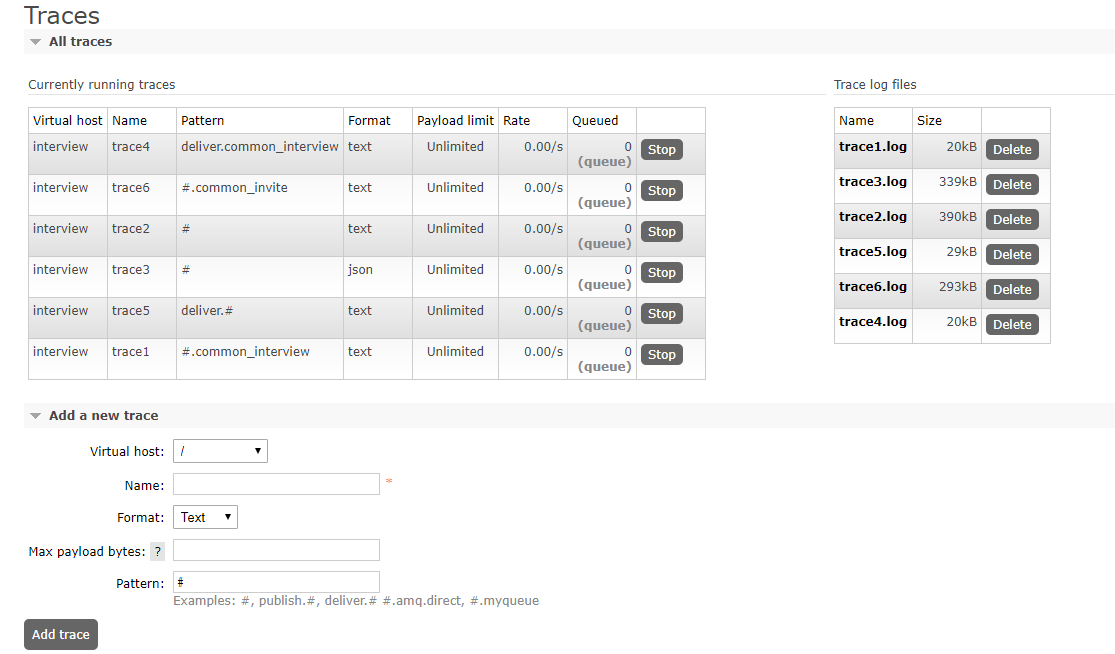 Traces
All traces
Currently running traces
Virtual host Name Pattern Format Payload limit Rate Queued
interview trace4 deliver.common_interview text Unlimited 0.00/s 0 (queue) Stop
interview trace6 #.common_invite text Unlimited 0.00/s 0 (queue) Stop
interview trace2 # text Unlimited 0.00/s 0 (queue) Stop
interview trace3 # json Unlimited 0.00/s 0 (queue) Stop
interview trace5 deliver.# text Unlimited 0.00/s 0 (queue) Stop
interview trace1 #.common_interview text Unlimited 0.00/s 0 (queue) Stop
Trace log files
Name Size
trace1.log 20kB Delete
trace3.log 339kB Delete
trace2.log 390kB Delete
trace5.log 29kB Delete
trace6.log 293kB Delete
trace4.log 20kB Delete
Add a new trace
Virtual host: /
Name: *
Format: Text
Max payload bytes: ?
Pattern: #
Examples: #, publish.#, deliver.# #.amq.direct, #.myqueue
Add trace